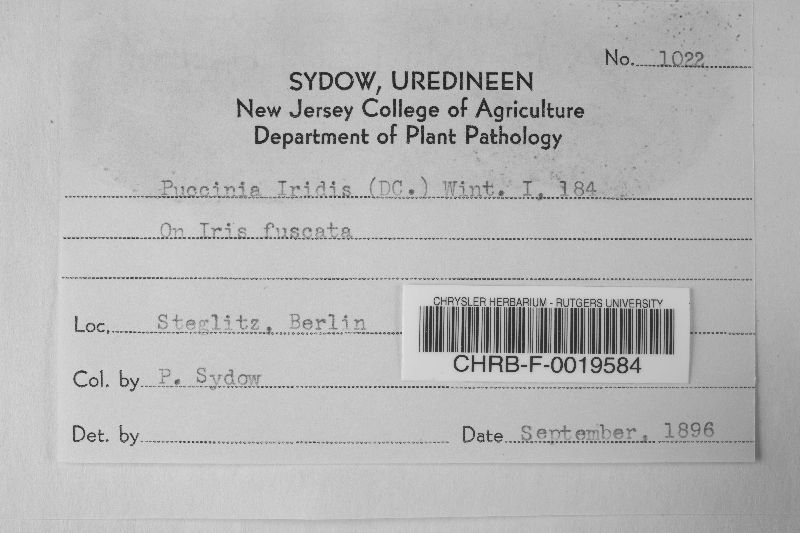 No. 1022
SYDOW, UREDINEEN
New Jersey College of Agriculture
Department of Plant Pathology
Puccinia Iridis (DC.) Wint. I, 184
On Iris fuscata
Loc. Steglitz, Berlin
CHRYSLER HERBARIUM - RUTGERS UNIVERSITY
CHRB-F-0019584
Col. by P. Sydow
Det. by
Date September, 1896